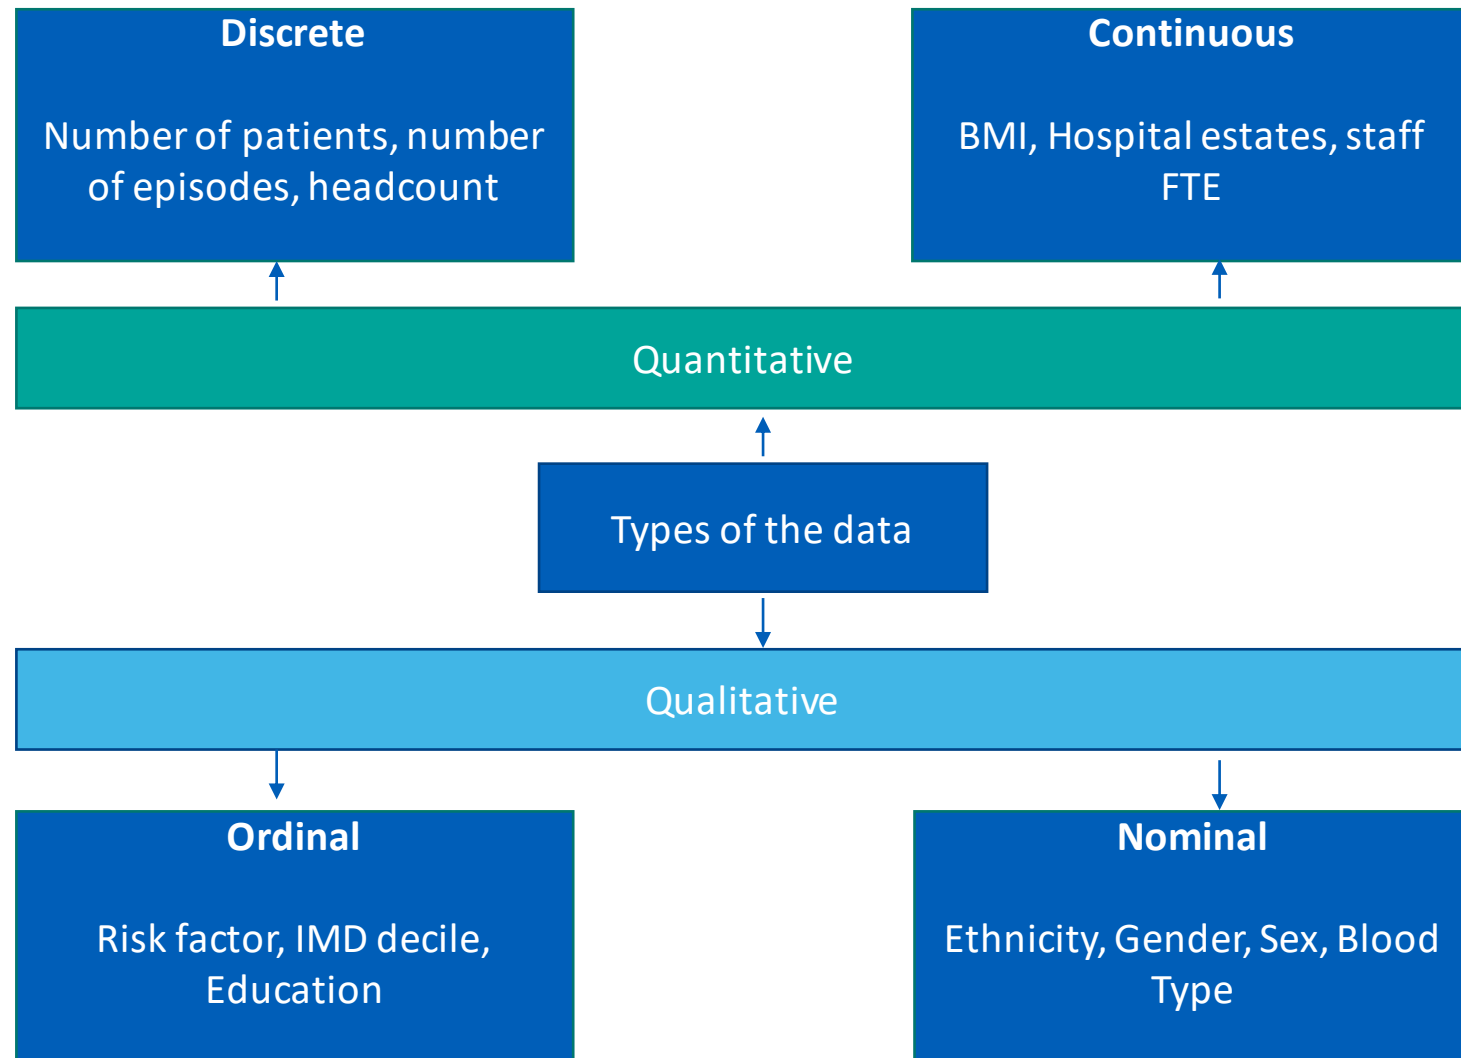 Discrete
Number of patients, number
of episodes, headcount
Continuous
BMI, Hospital estates, staff
FTE
Quantitative
Types of the data
Qualitative
Ordinal
Risk factor, IMD decile,
Education
Nominal
Ethnicity, Gender, Sex, Blood
Type